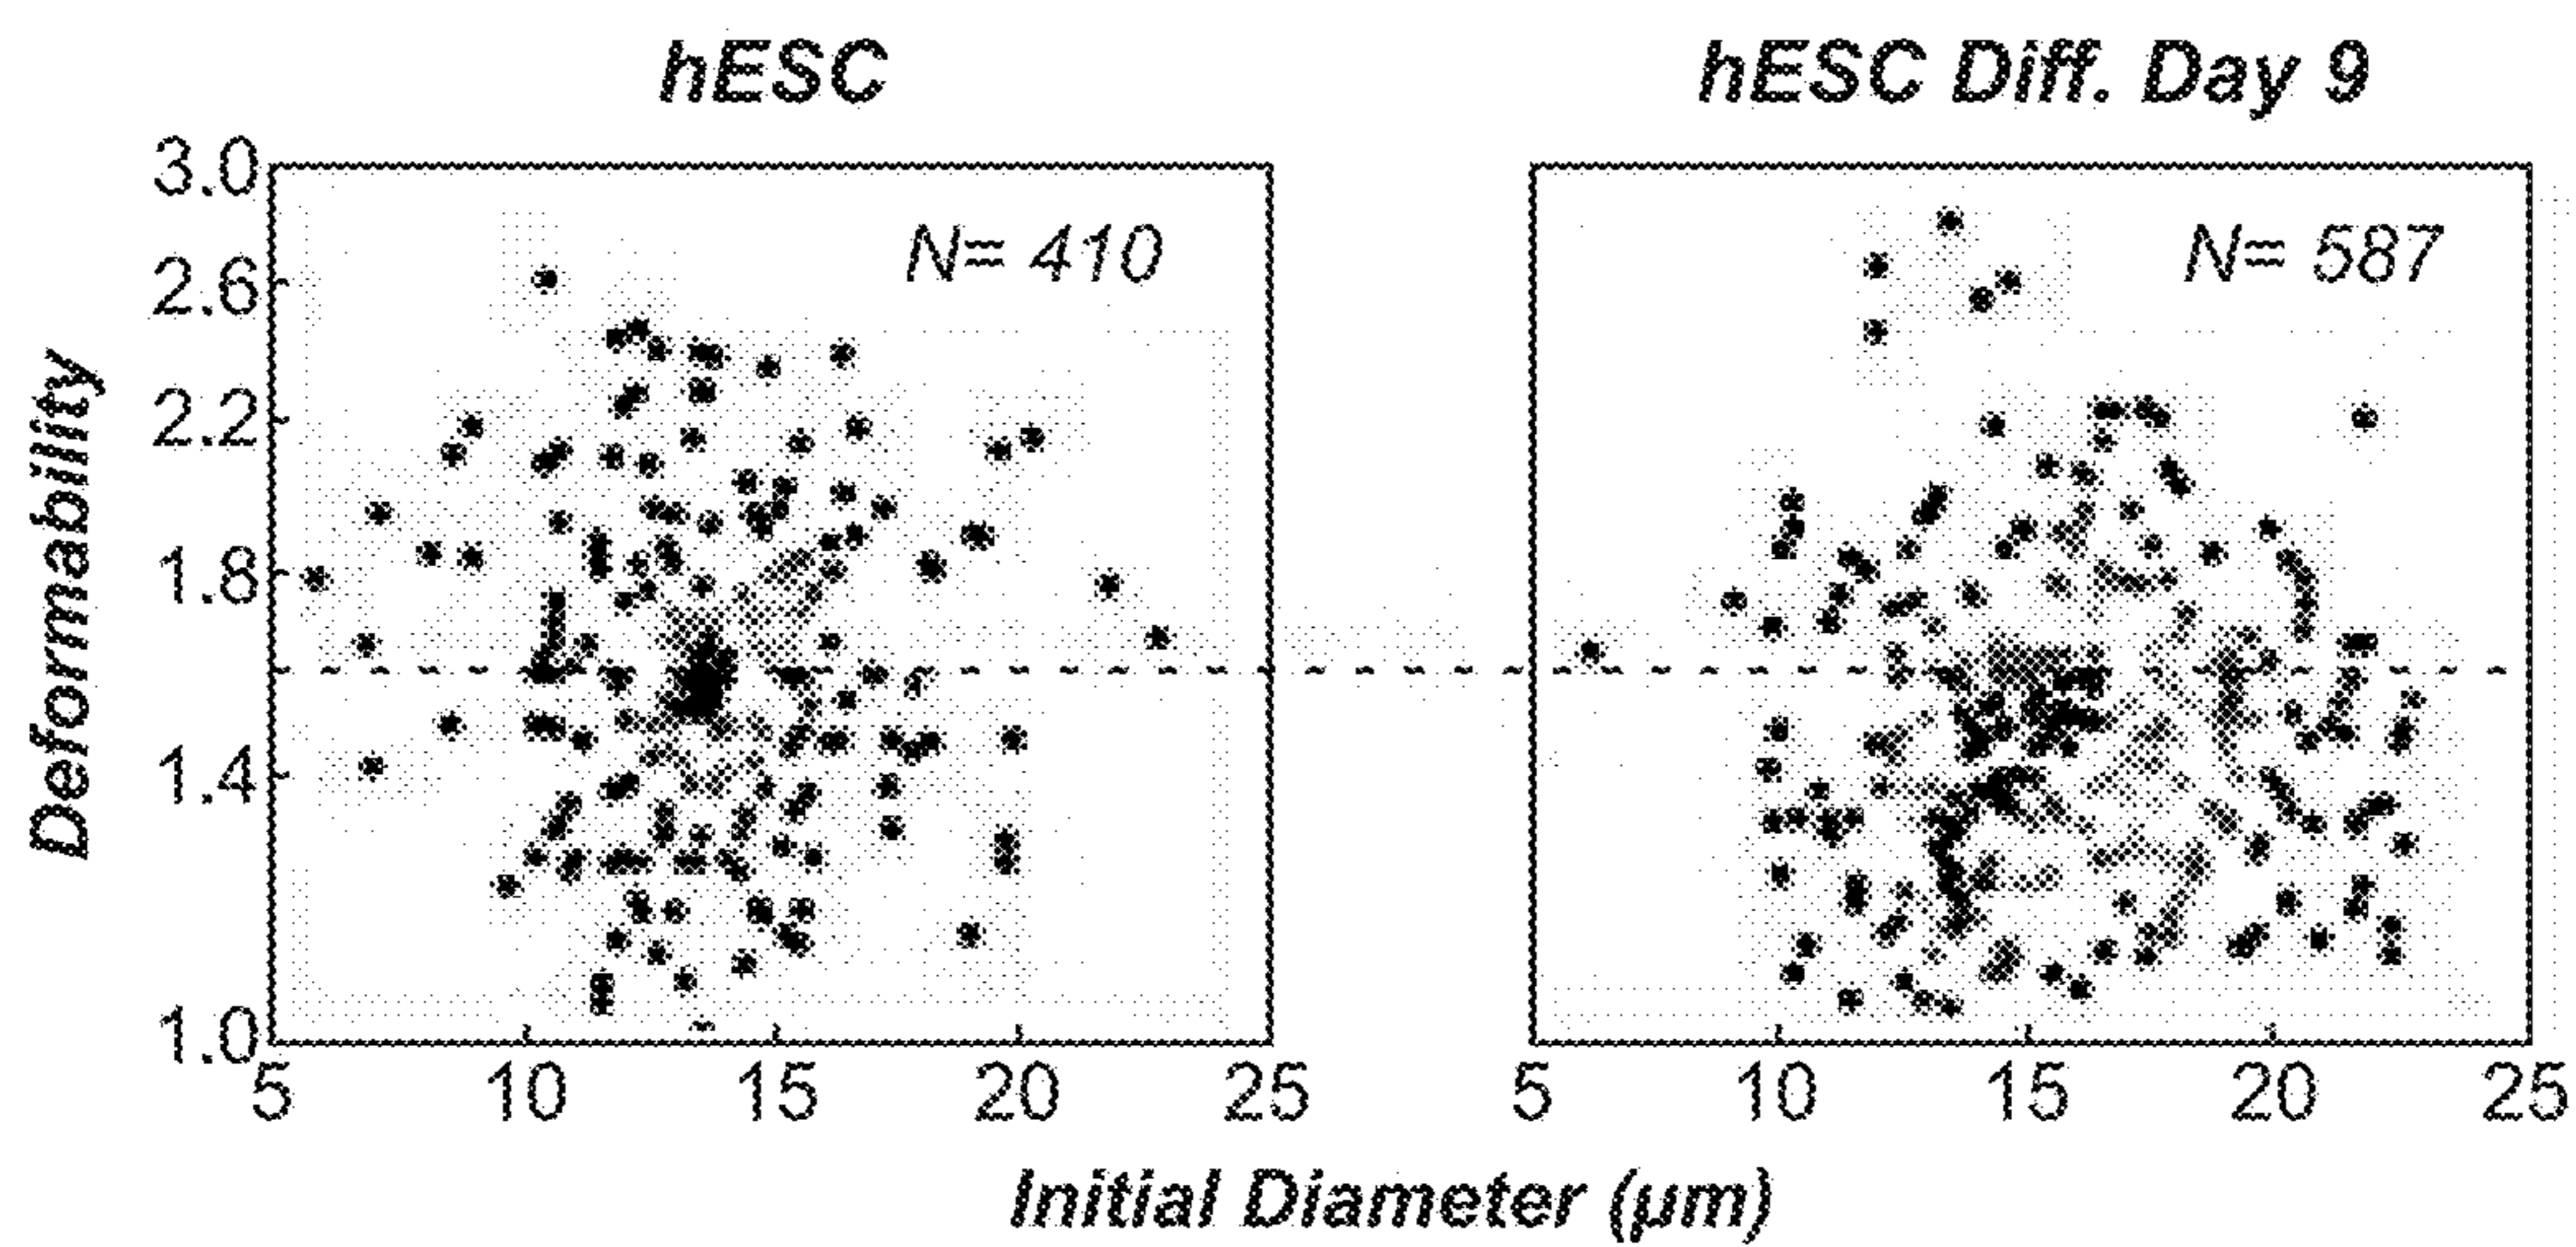 hESC
hESC Diff. Day 9
Deformability
3.0
2.6
2.2
1.8
1.4
1.0
N= 410
N= 587
5 10 15 20 25
5 10 15 20 25
Initial Diameter (µm)